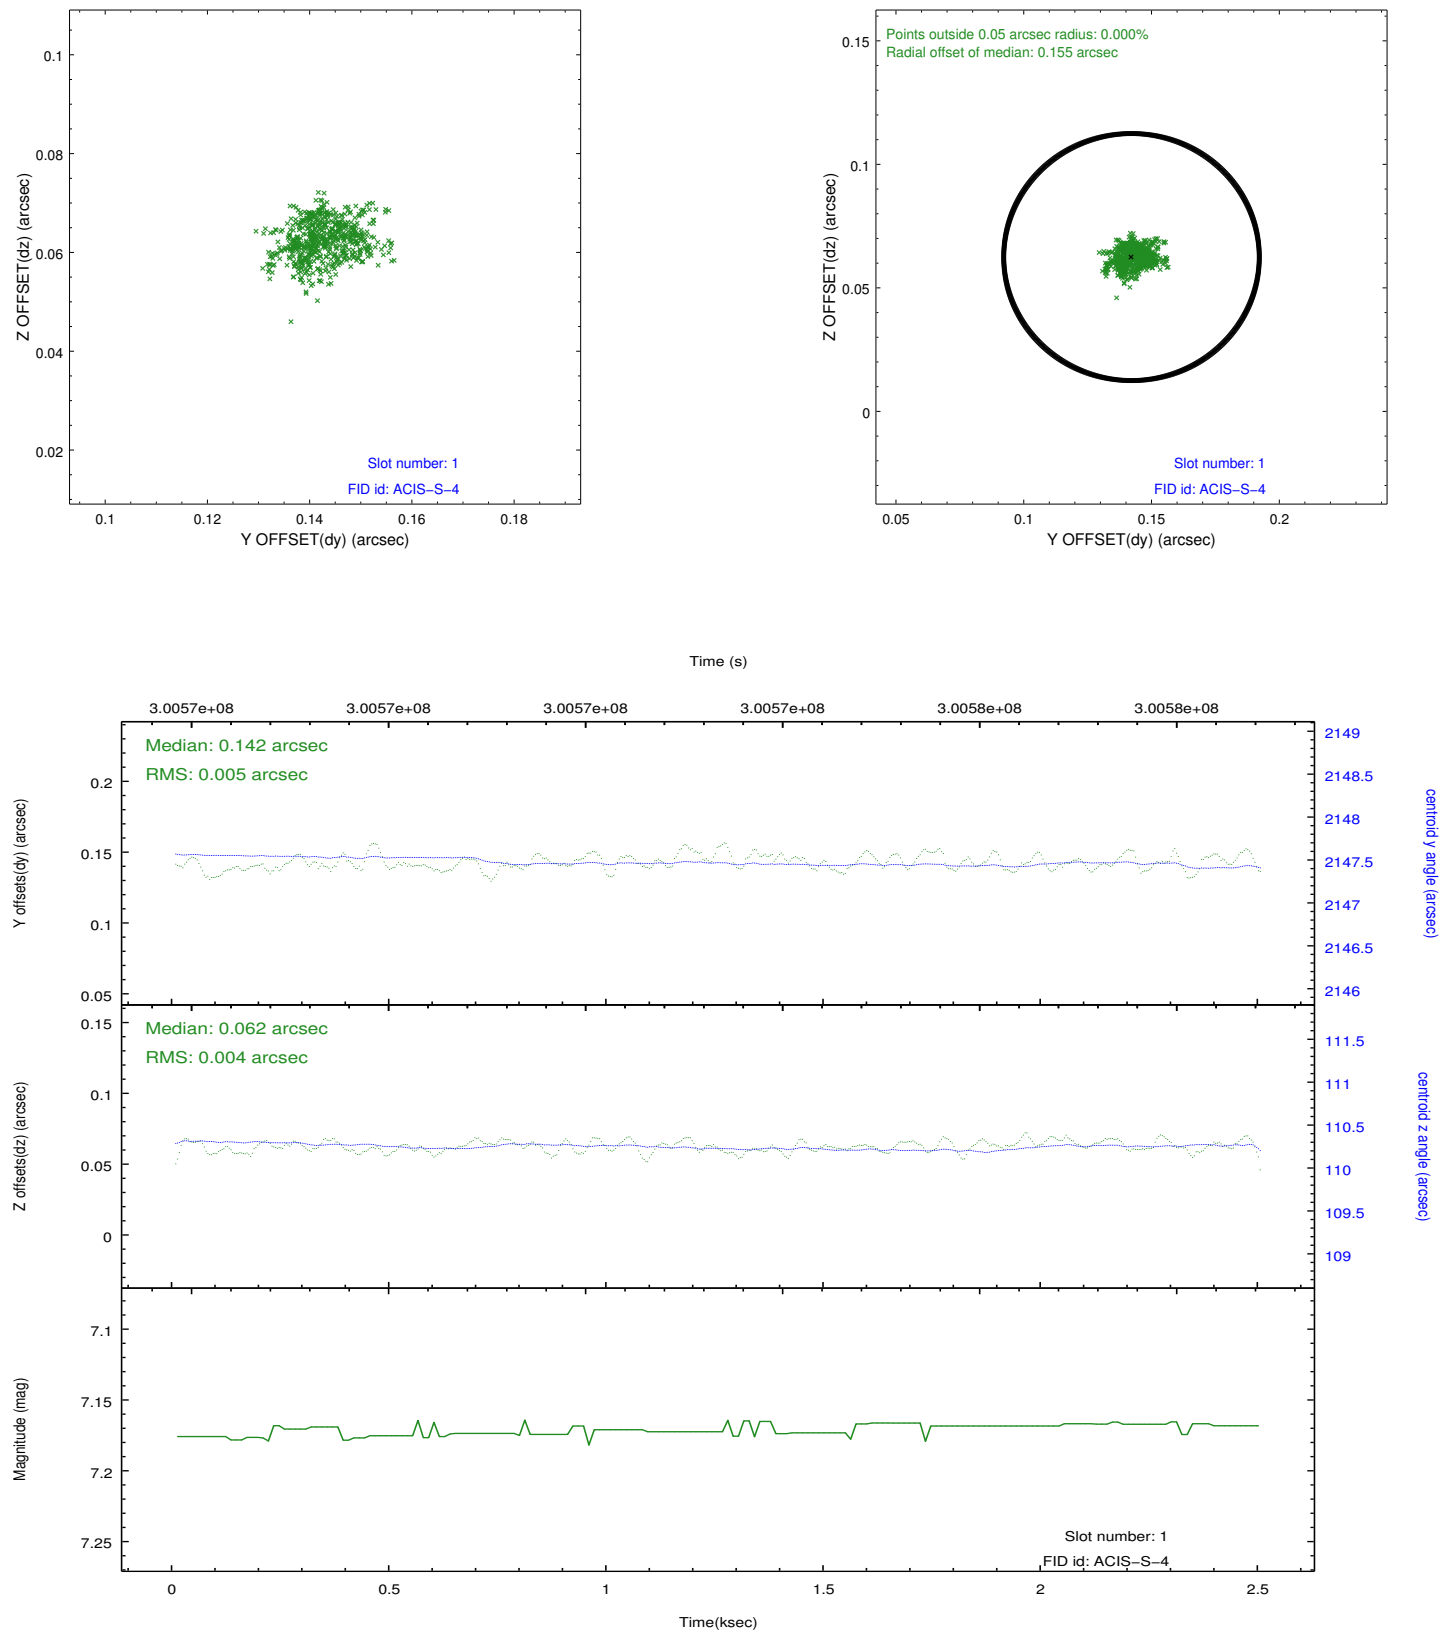 0.1
0.08
0.06
0.04
0.02
Z OFFSET(dz) (arcsec)
Slot number: 1
FID id: ACIS−S−4
0.1 0.12 0.14 0.16 0.18
Y OFFSET(dy) (arcsec)
Points outside 0.05 arcsec radius: 0.000%
Radial offset of median: 0.155 arcsec
0.15
0.1
0.05
0
Z OFFSET(dz) (arcsec)
Slot number: 1
FID id: ACIS−S−4
0.05 0.1 0.15 0.2
Y OFFSET(dy) (arcsec)
Time (s)
3.0057e+08 3.0057e+08 3.0057e+08 3.0057e+08 3.0058e+08 3.0058e+08
Median: 0.142 arcsec
RMS: 0.005 arcsec
0.2
0.15
0.1
0.05
Y offsets(dy) (arcsec)
2149
2148.5
2148
2147.5
2147
2146.5
2146
centroid y angle (arcsec)
Median: 0.062 arcsec
RMS: 0.004 arcsec
0.15
0.1
0.05
0
Z offsets(dz) (arcsec)
111.5
111
110.5
110
109.5
109
centroid z angle (arcsec)
7.1
7.15
7.2
7.25
Magnitude (mag)
Slot number: 1
FID id: ACIS−S−4
0 0.5 1 1.5 2 2.5
Time(ksec)